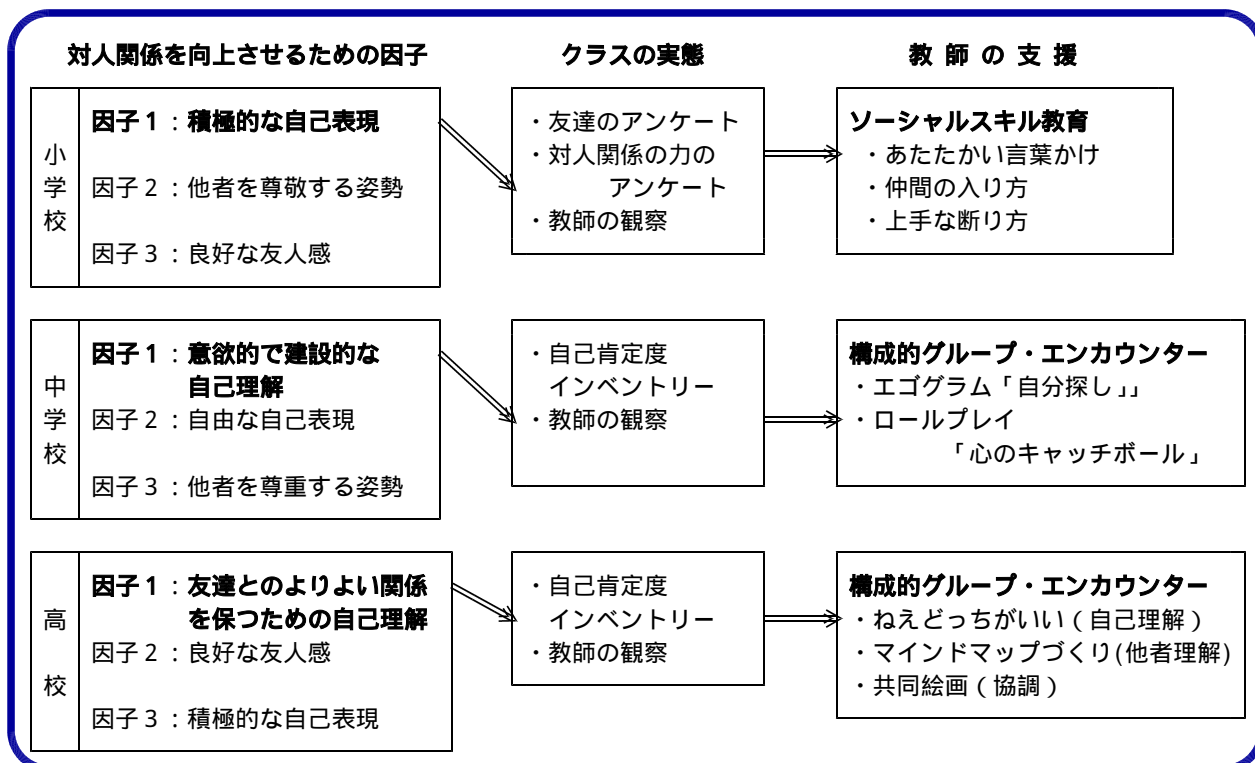 対人関係を向上させるための因子
クラスの実態
教師の支援
小学校
因子1：積極的な自己表現
因子2：他者を尊敬する姿勢
因子3：良好な友人感
・友達のアンケート
・対人関係の力の
アンケート
・教師の観察
ソーシャルスキル教育
・あたたかい言葉かけ
・仲間の入り方
・上手な断り方
中学校
因子1：意欲的で建設的な
自己理解
因子2：自由な自己表現
因子3：他者を尊重する姿勢
・自己肯定度
インベントリー
・教師の観察
構成的グループ・エンカウンター
・エゴグラム「自分探し」」
・ロールプレイ
「心のキャッチボール」
高校
因子1：友達とのよりよい関係
を保つための自己理解
因子2：良好な友人感
因子3：積極的な自己表現
・自己肯定度
インベントリー
・教師の観察
構成的グループ・エンカウンター
・ねえどっちがいい（自己理解）
・マインドマップづくり(他者理解)
・共同絵画（協調）